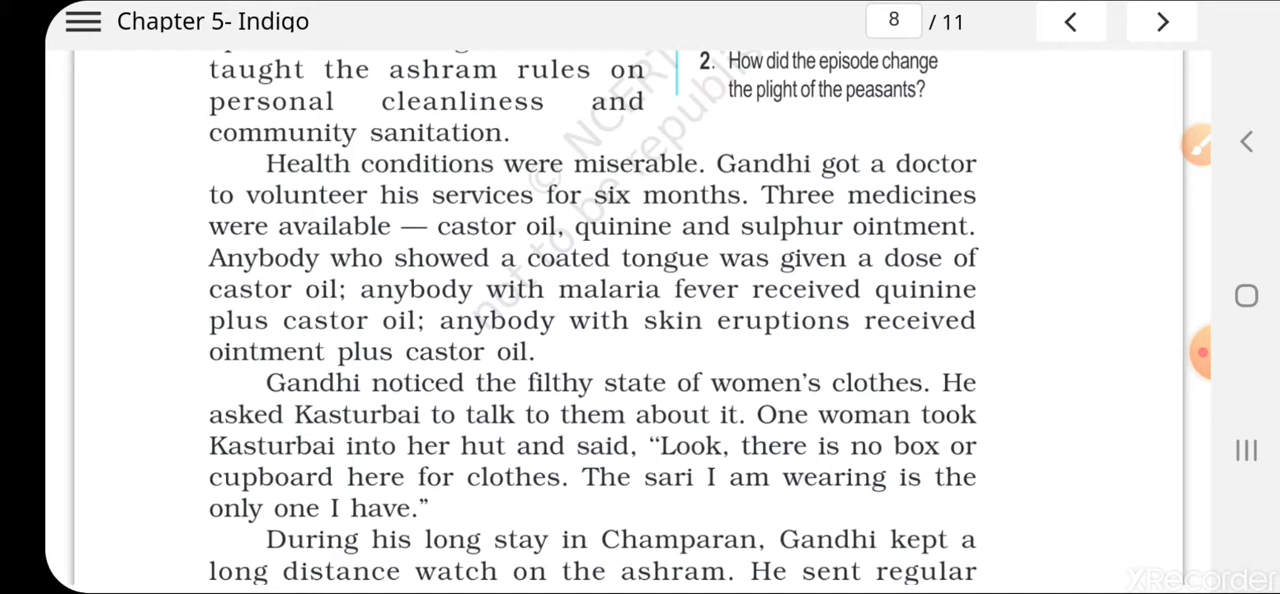 Chapter 5- Indigo
8 / 11
taught the ashram rules on
personal cleanliness and
community sanitation.
2. How did the episode change
the plight of the peasants?
Health conditions were miserable. Gandhi got a doctor
to volunteer his services for six months. Three medicines
were available — castor oil, quinine and sulphur ointment.
Anybody who showed a coated tongue was given a dose of
castor oil; anybody with malaria fever received quinine
plus castor oil; anybody with skin eruptions received
ointment plus castor oil.
Gandhi noticed the filthy state of women’s clothes. He
asked Kasturbai to talk to them about it. One woman took
Kasturbai into her hut and said, “Look, there is no box or
cupboard here for clothes. The sari I am wearing is the
only one I have.”
During his long stay in Champaran, Gandhi kept a
long distance watch on the ashram. He sent regular
© NCERT
not to be republi
XRecorder